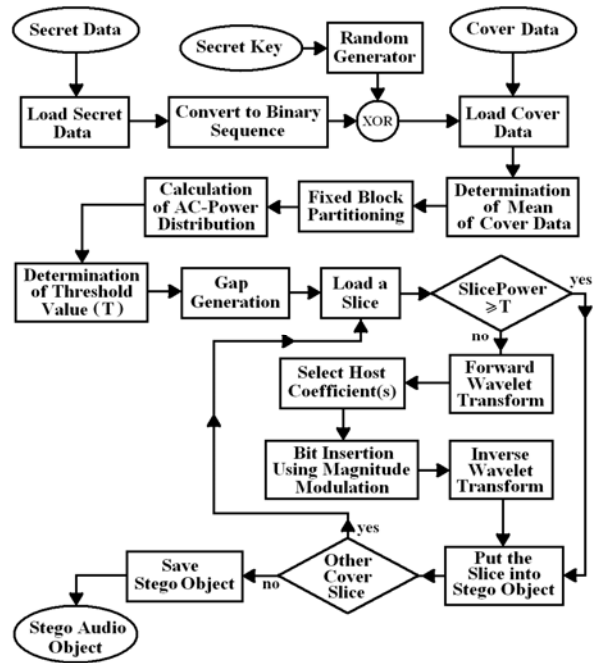 Secret Data
Secret Key
Random
Generator
Cover Data
Load Secret
Data
Convert to Binary
Sequence
XOR
Load Cover
Data
Calculation
of AC-Power
Distribution
Fixed Block
Partitioning
Determination
of Mean
of Cover Data
Determination
of Threshold
Value (T)
Gap
Generation
Load a
Slice
SlicePower
⩾T
yes
no
Select Host
Coefficient(s)
Forward
Wavelet
Transform
Bit Insertion
Using Magnitude
Modulation
Inverse
Wavelet
Transform
yes
Save
Stego Object
no
Other
Cover
Slice
Put the
Slice into
Stego Object
Stego Audio
Object